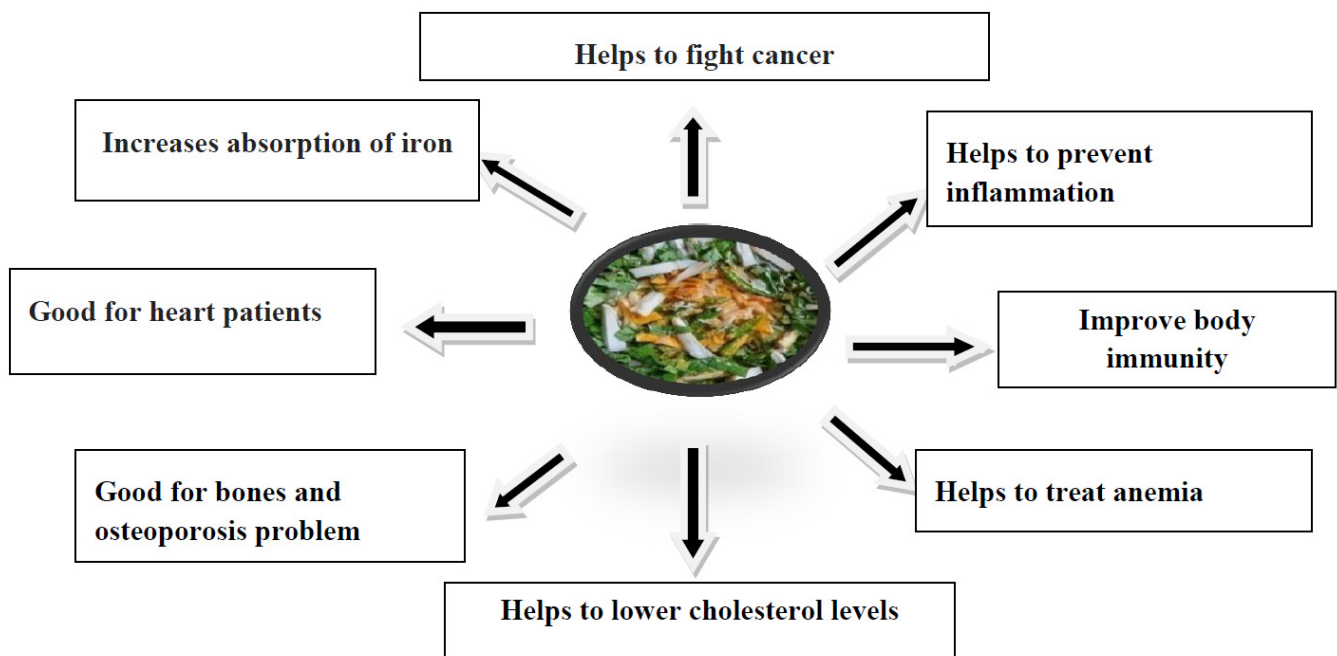 Helps to fight cancer
Increases absorption of iron
Helps to prevent
inflammation
Good for heart patients
Improve body
immunity
Good for bones and
osteoporosis problem
Helps to treat anemia
Helps to lower cholesterol levels